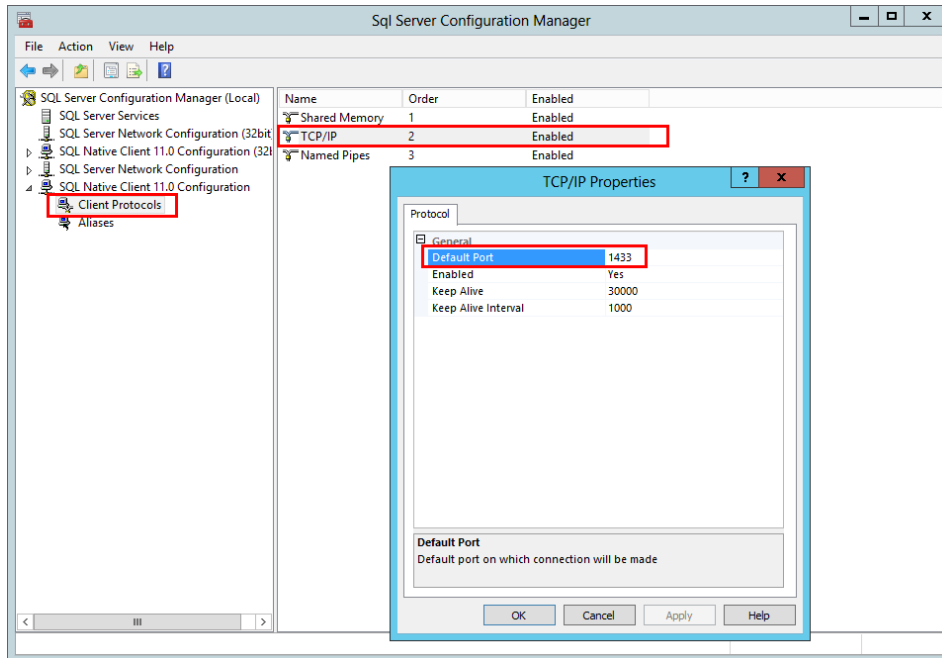 Sql Server Configuration Manager
File Action View Help
SQL Server Configuration Manager (Local)
SQL Server Services
SQL Server Network Configuration (32bit
SQL Native Client 11.0 Configuration (32b
SQL Server Network Configuration
SQL Native Client 11.0 Configuration
Client Protocols
Aliases
Name Order Enabled
Shared Memory 1 Enabled
TCP/IP 2 Enabled
Named Pipes 3 Enabled
TCP/IP Properties
Protocol
General
Default Port 1433
Enabled Yes
Keep Alive 30000
Keep Alive Interval 1000
Default Port
Default port on which connection will be made
OK Cancel Apply Help